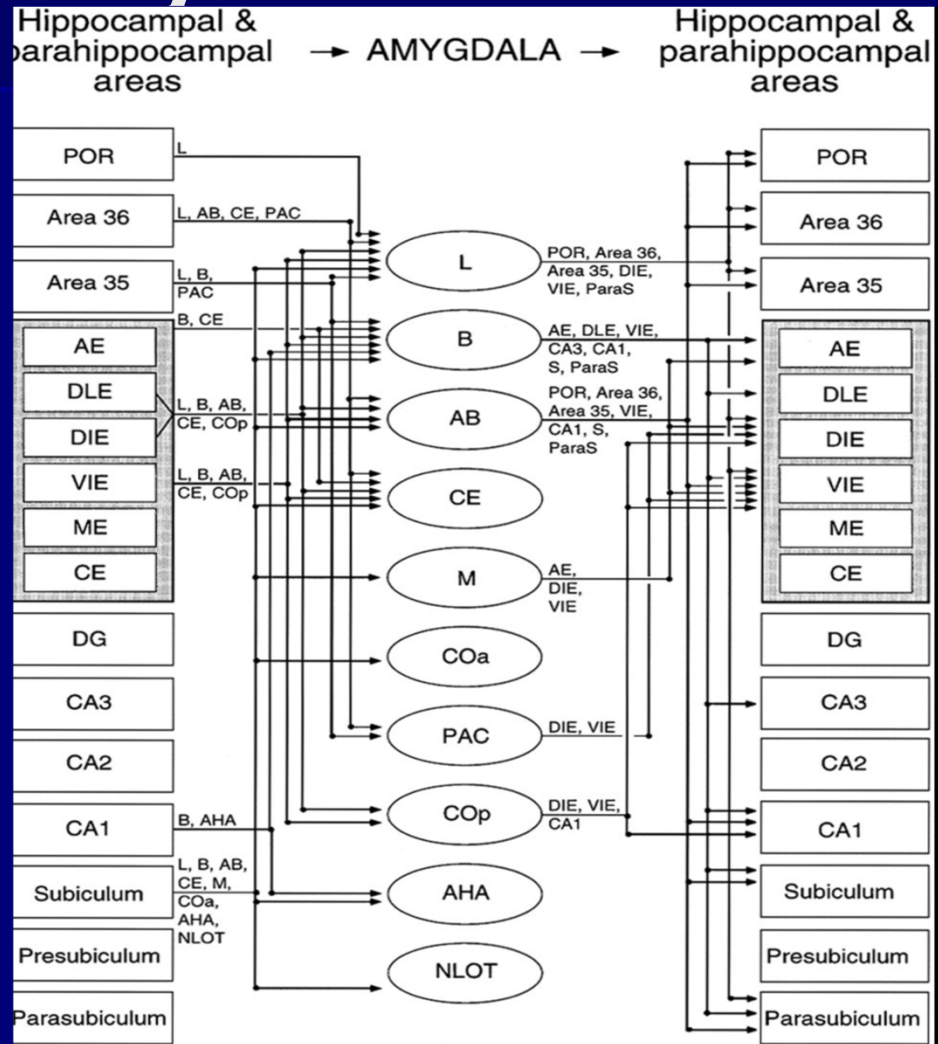 Hippocampal &
parahippocampal
areas
→ AMYGDALA →
Hippocampal &
parahippocampal
areas
POR
Area 36
Area 35
AE
DLE
DIE
VIE
ME
CE
DG
CA3
CA2
CA1
Subiculum
Presubiculum
Parasubiculum
L
L, AB, CE, PAC
L, B,
PAC
B, CE
L, B, AB,
CE, COp
L, B, AB,
CE, COp
B, AHA
L, B, AB,
CE, M,
COa,
AHA,
NLOT
L
B
AB
CE
M
COa
PAC
COp
AHA
NLOT
POR, Area 36,
Area 35, DIE,
VIE, ParaS
AE, DLE, VIE,
CA3, CA1,
S, ParaS
POR, Area 36,
Area 35, VIE,
CA1, S,
ParaS
AE,
DIE,
VIE
DIE, VIE
DIE, VIE,
CA1
POR
Area 36
Area 35
AE
DLE
DIE
VIE
ME
CE
DG
CA3
CA2
CA1
Subiculum
Presubiculum
Parasubiculum